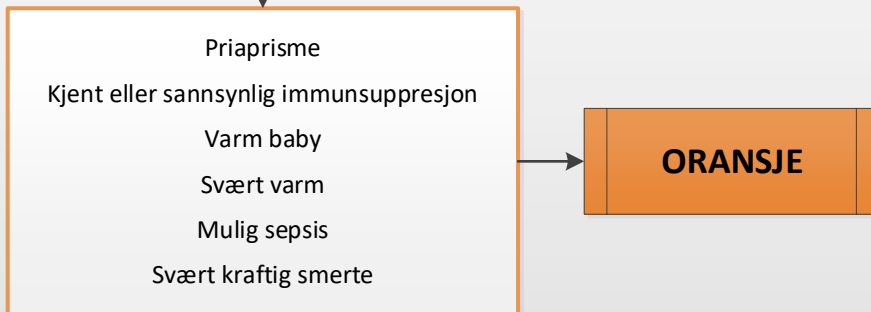 Priaprisme
Kjent eller sannsynlig immunsuppresjon
Varm baby
Svært varm
Mulig sepsis
Svært kraftig smerte
ORANSJE